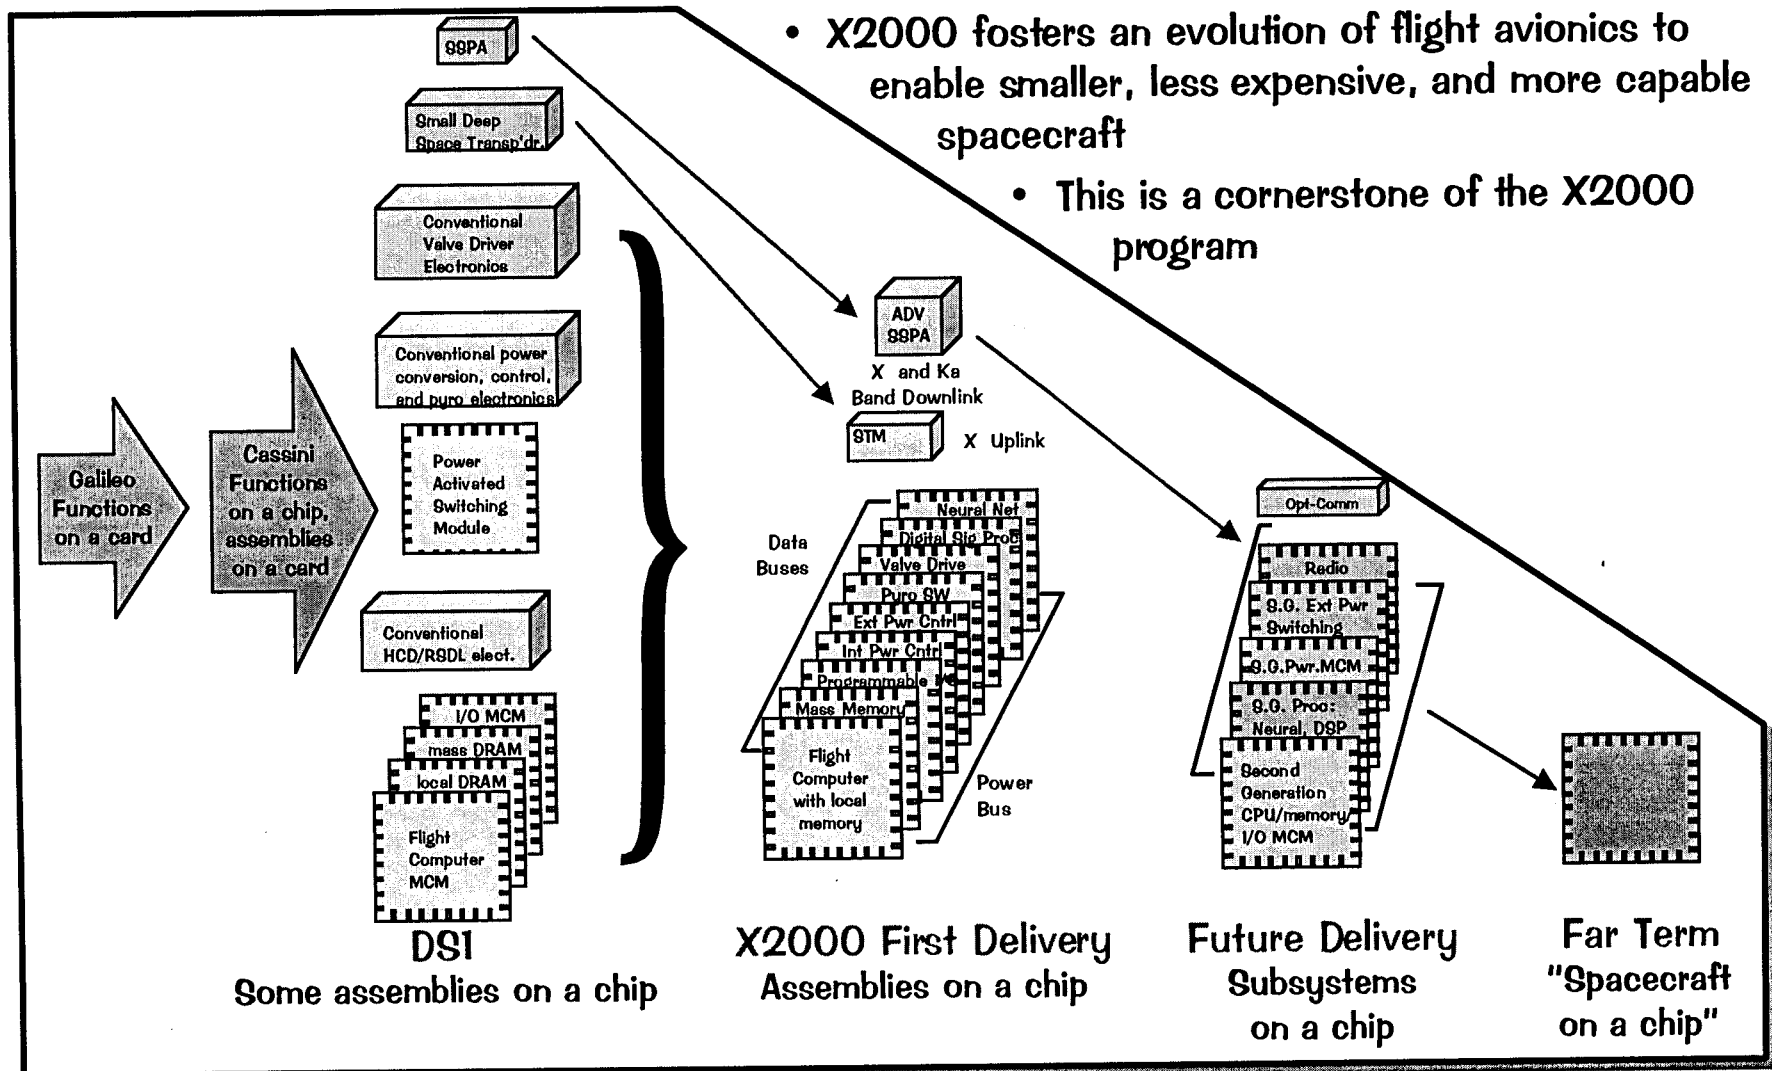 • X2000 fosters an evolution of flight avionics to
enable smaller, less expensive, and more capable
spacecraft
• This is a cornerstone of the X2000
program
Galileo
Functions
on a card
Cassini
Functions
on a chip,
assemblies
on a card
SSPA
Small Deep
Space Transp'dr.
Conventional
Valve Driver
Electronics
Conventional power
conversion, control,
and pyro electronics
Power
Activated
Switching
Module
Conventional
HCD/RSDL elect.
I/O MCM
mass DRAM
local DRAM
Flight
Computer
MCM
DS1
Some assemblies on a chip
ADV
SSPA
X and Ka
Band Downlink
STM
X Uplink
Data
Buses
Neural Net
Digital Sig Proc
Valve Drive
Pyro SW
Ext Pwr Cntrl
Int Pwr Cntrl
Programmable I/O
Mass Memory
Flight
Computer
with local
memory
Power
Bus
X2000 First Delivery
Assemblies on a chip
Opt-Comm
Radio
S.G. Ext Pwr
Switching
S.G.Pwr.MCM
S.G. Proc:
Neural, DSP
Second
Generation
CPU/memory/
I/O MCM
Future Delivery
Subsystems
on a chip
Far Term
"Spacecraft
on a chip"